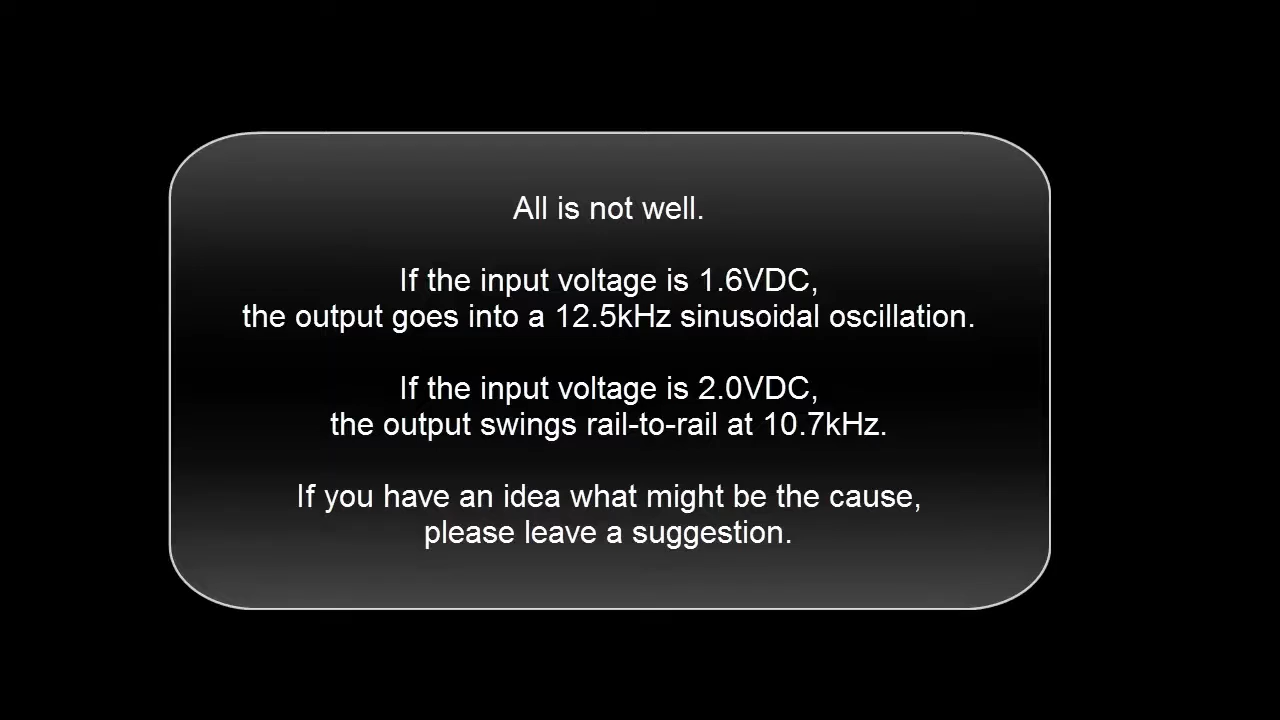 All is not well.
If the input voltage is 1.6VDC,
the output goes into a 12.5kHz sinusoidal oscillation.
If the input voltage is 2.0VDC,
the output swings rail-to-rail at 10.7kHz.
If you have an idea what might be the cause,
please leave a suggestion.